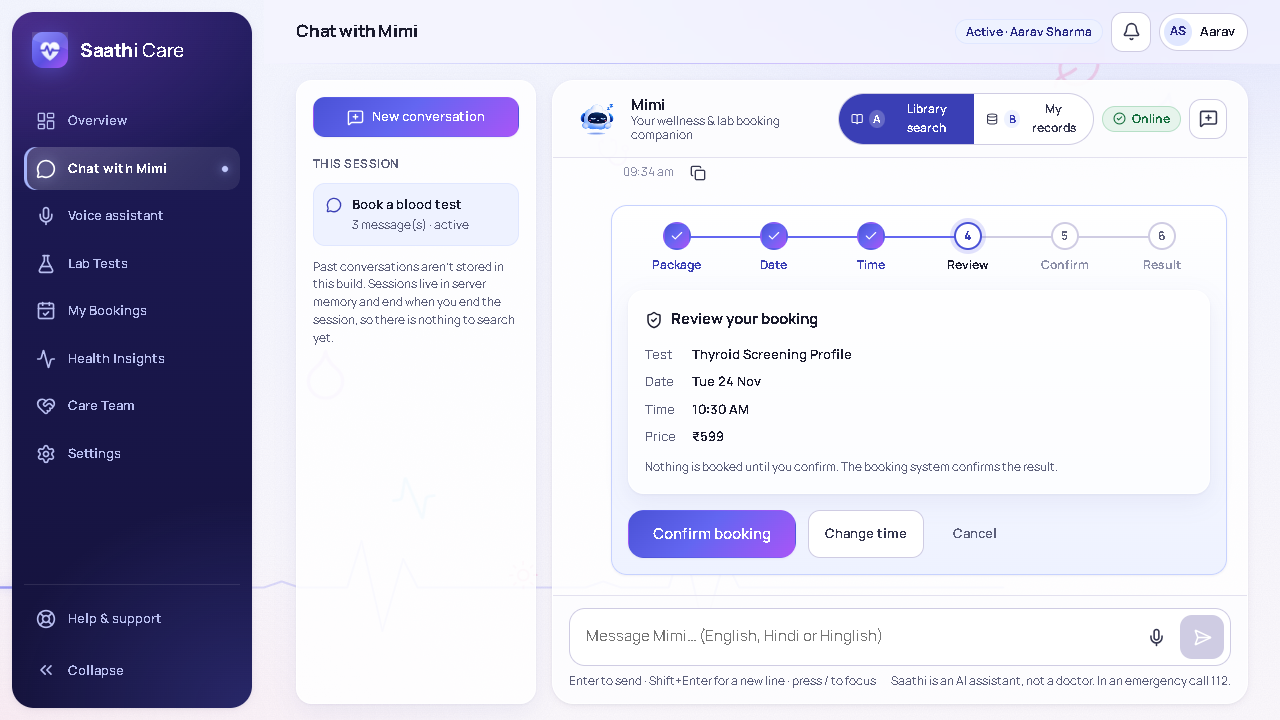 Saathi Care
Overview
Chat with Mimi
Voice assistant
Lab Tests
My Bookings
Health Insights
Care Team
Settings
Help & support
Collapse
Chat with Mimi
Active · Aarav Sharma
AS Aarav
New conversation
THIS SESSION
Book a blood test
3 message(s) · active
Past conversations aren't stored in
this build. Sessions live in server
memory and end when you end the
session, so there is nothing to search
yet.
Mimi
Your wellness & lab booking
companion
A Library
search
B My
records
Online
09:34 am
Package
Date
Time
4 Review
5 Confirm
6 Result
Review your booking
Test Thyroid Screening Profile
Date Tue 24 Nov
Time 10:30 AM
Price ₹599
Nothing is booked until you confirm. The booking system confirms the result.
Confirm booking
Change time
Cancel
Message Mimi... (English, Hindi or Hinglish)
Enter to send · Shift+Enter for a new line · press / to focus
Saathi is an AI assistant, not a doctor. In an emergency call 112.